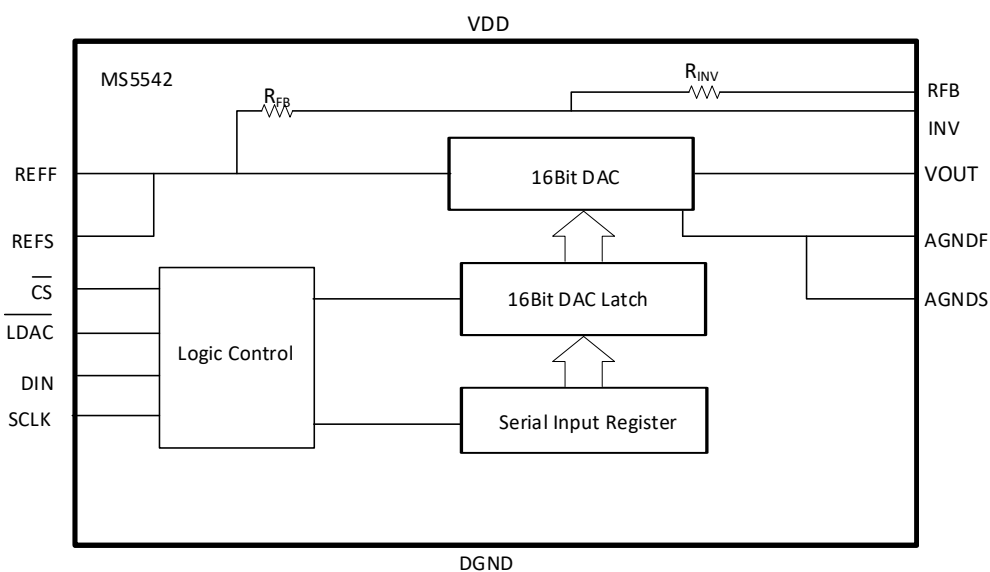 VDD
MS5542
RINV
RFB
RFB
INV
REFF
16Bit DAC
VOUT
REFS
AGNDF
CS
16Bit DAC Latch
AGNDS
LDAC
Logic Control
DIN
SCLK
Serial Input Register
DGND